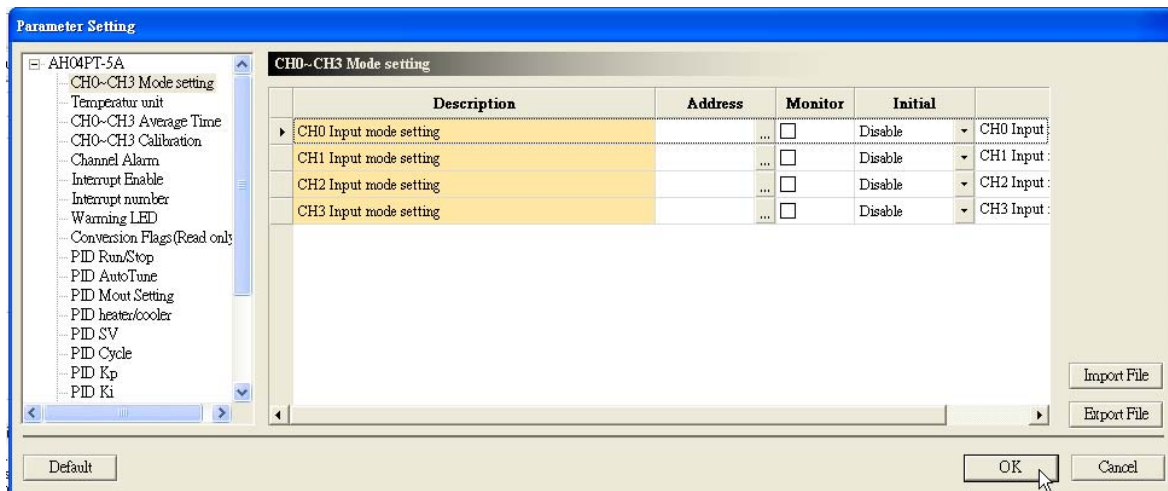 Parameter Setting
AH04PT-5A
CH0~CH3 Mode setting
Temperatur unit
CH0~CH3 Average Time
CH0~CH3 Calibration
Channel Alarm
Interrupt Enable
Interrupt number
Warning LED
Conversion Flags(Read only
PID Run/Stop
PID AutoTune
PID Mout Setting
PID heater/cooler
PID SV
PID Cycle
PID Kp
PID Ki
CH0~CH3 Mode setting
Description Address Monitor Initial
CH0 Input mode setting ... Disable CH0 Input :
CH1 Input mode setting ... Disable CH1 Input :
CH2 Input mode setting ... Disable CH2 Input :
CH3 Input mode setting ... Disable CH3 Input :
Import File
Export File
Default OK Cancel